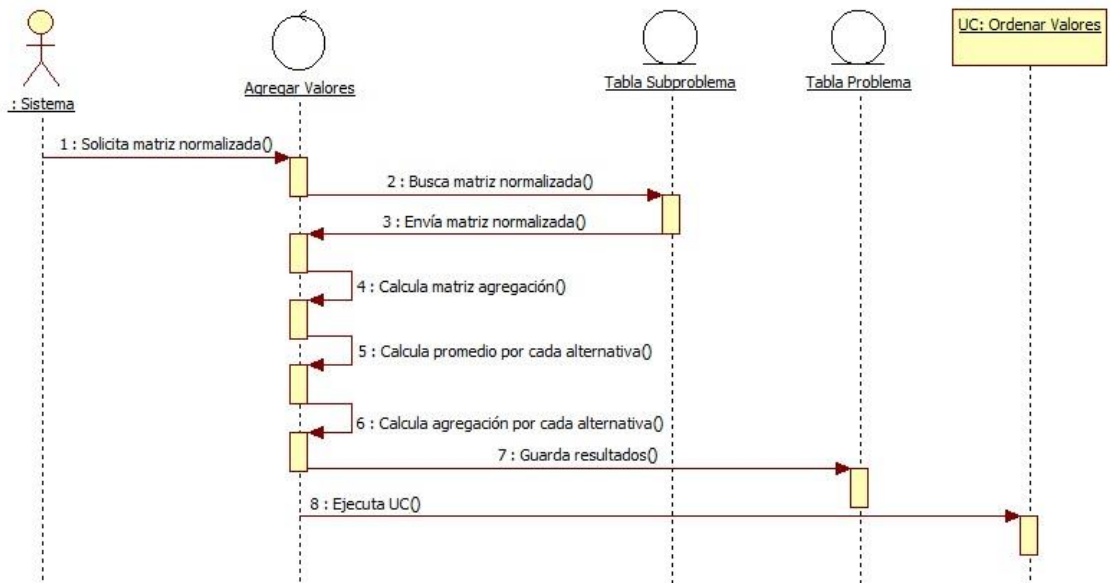 : Sistema
Agregar Valores
Tabla Subproblema
Tabla Problema
UC: Ordenar Valores
1 : Solicita matriz normalizada()
2 : Busca matriz normalizada()
3 : Envía matriz normalizada()
4 : Calcula matriz agregación()
5 : Calcula promedio por cada alternativa()
6 : Calcula agregación por cada alternativa()
7 : Guarda resultados()
8 : Ejecuta UC()